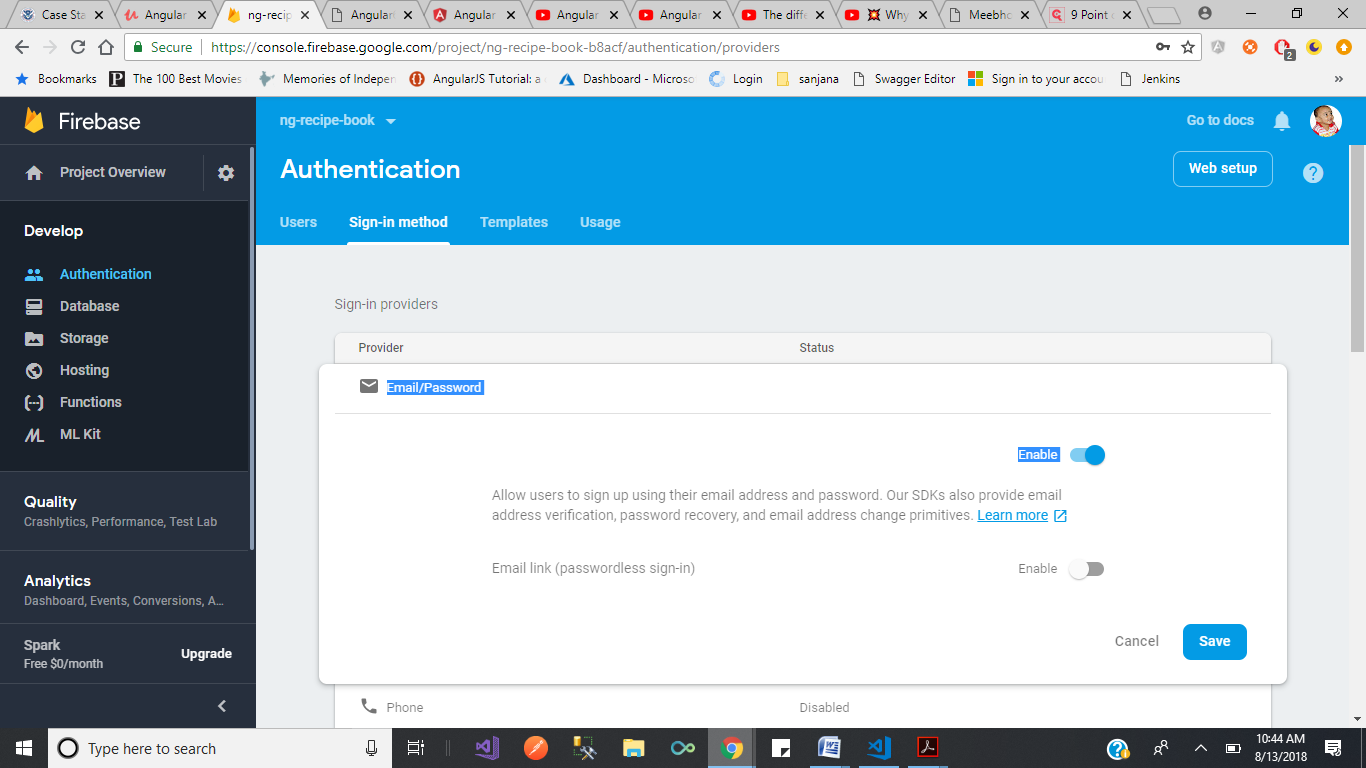 Case Sta
Angular
ng-recip
Angular
Angular
Angular
The diffe
Why
Meebho
9 Point
Secure
https://console.firebase.google.com/project/ng-recipe-book-b8acf/authentication/providers
2
Bookmarks
The 100 Best Movies
Memories of Indepen
AngularJS Tutorial: a
Dashboard - Microso
Login
sanjana
Swagger Editor
Sign in to your accou
Jenkins
»
Firebase
ng-recipe-book
Go to docs
Project Overview
Authentication
Web setup
?
Users
Sign-in method
Templates
Usage
Develop
Authentication
Database
Storage
Hosting
Functions
ML Kit
Sign-in providers
Provider
Status
Email/Password
Enable
Allow users to sign up using their email address and password. Our SDKs also provide email
address verification, password recovery, and email address change primitives. Learn more
Email link (passwordless sign-in)
Enable
Cancel
Save
Quality
Crashlytics, Performance, Test Lab
Analytics
Dashboard, Events, Conversions, A...
Spark
Free $0/month
Upgrade
Phone
Disabled
Type here to search
10:44 AM
8/13/2018